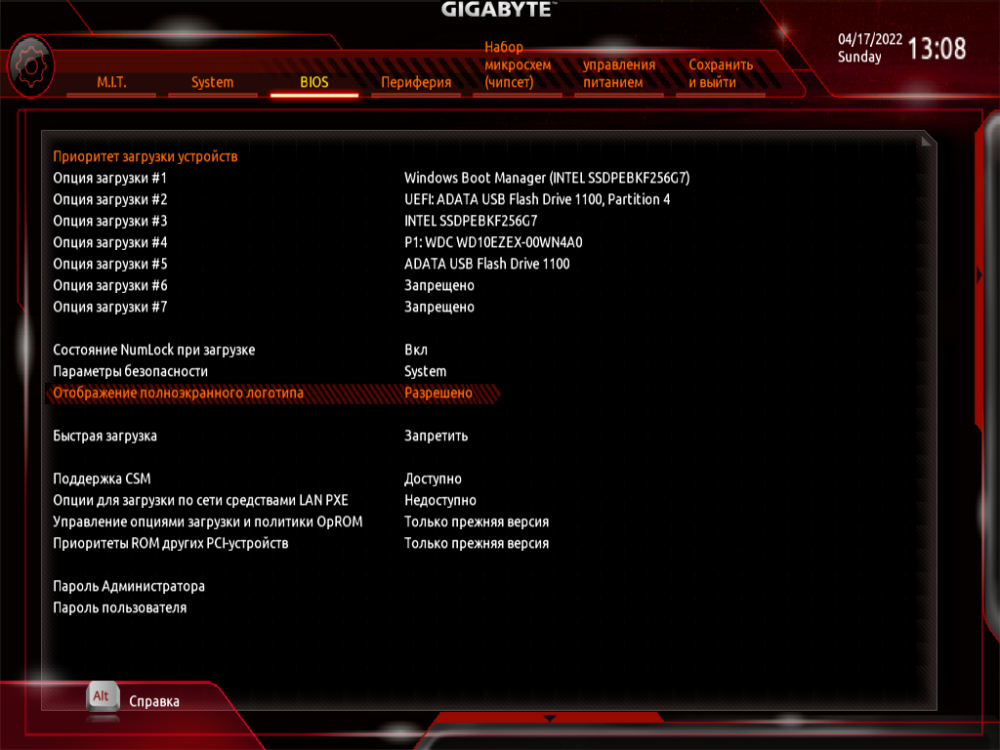 GIGABYTE™
04/17/2022
Sunday
13:08
M.I.T.
System
BIOS
Периферия
Набор
микросхем
(чипсет)
управления
питанием
Сохранить
и выйти
Приоритет загрузки устройств
Опция загрузки #1 Windows Boot Manager (INTEL SSDPEBKF256G7)
Опция загрузки #2 UEFI: ADATA USB Flash Drive 1100, Partition 4
Опция загрузки #3 INTEL SSDPEBKF256G7
Опция загрузки #4 P1: WDC WD10EZEX-00WN4A0
Опция загрузки #5 ADATA USB Flash Drive 1100
Опция загрузки #6 Запрещено
Опция загрузки #7 Запрещено
Состояние NumLock при загрузке Вкл
Параметры безопасности System
Отображение полноэкранного логотипа Разрешено
Быстрая загрузка Запретить
Поддержка CSM Доступно
Опции для загрузки по сети средствами LAN PXE Недоступно
Управление опциями загрузки и политики OpROM Только прежняя версия
Приоритеты ROM других PCI-устройств Только прежняя версия
Пароль Администратора
Пароль пользователя
Alt Справка